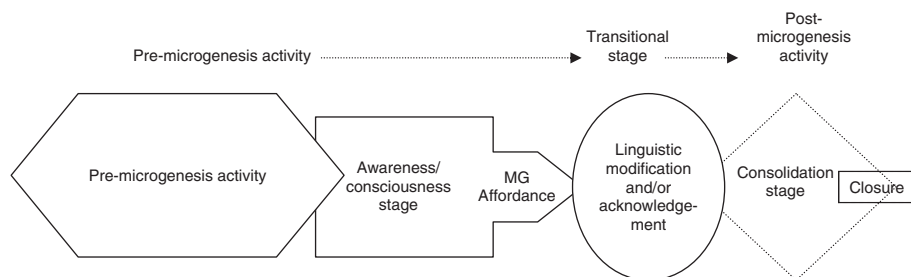 Pre-microgenesis activity
Transitional
stage
Post-
microgenesis
activity
Pre-microgenesis activity
Awareness/
consciousness
stage
MG
Affordance
Linguistic
modification
and/or
acknowledge-
ment
Consolidation
stage
Closure